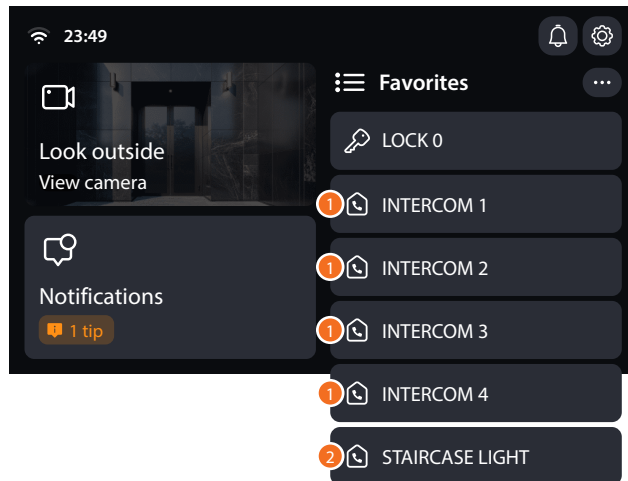 23:49
Look outside
View camera
Notifications
1 tip
Favorites
LOCK 0
1 INTERCOM 1
1 INTERCOM 2
1 INTERCOM 3
1 INTERCOM 4
2 STAIRCASE LIGHT